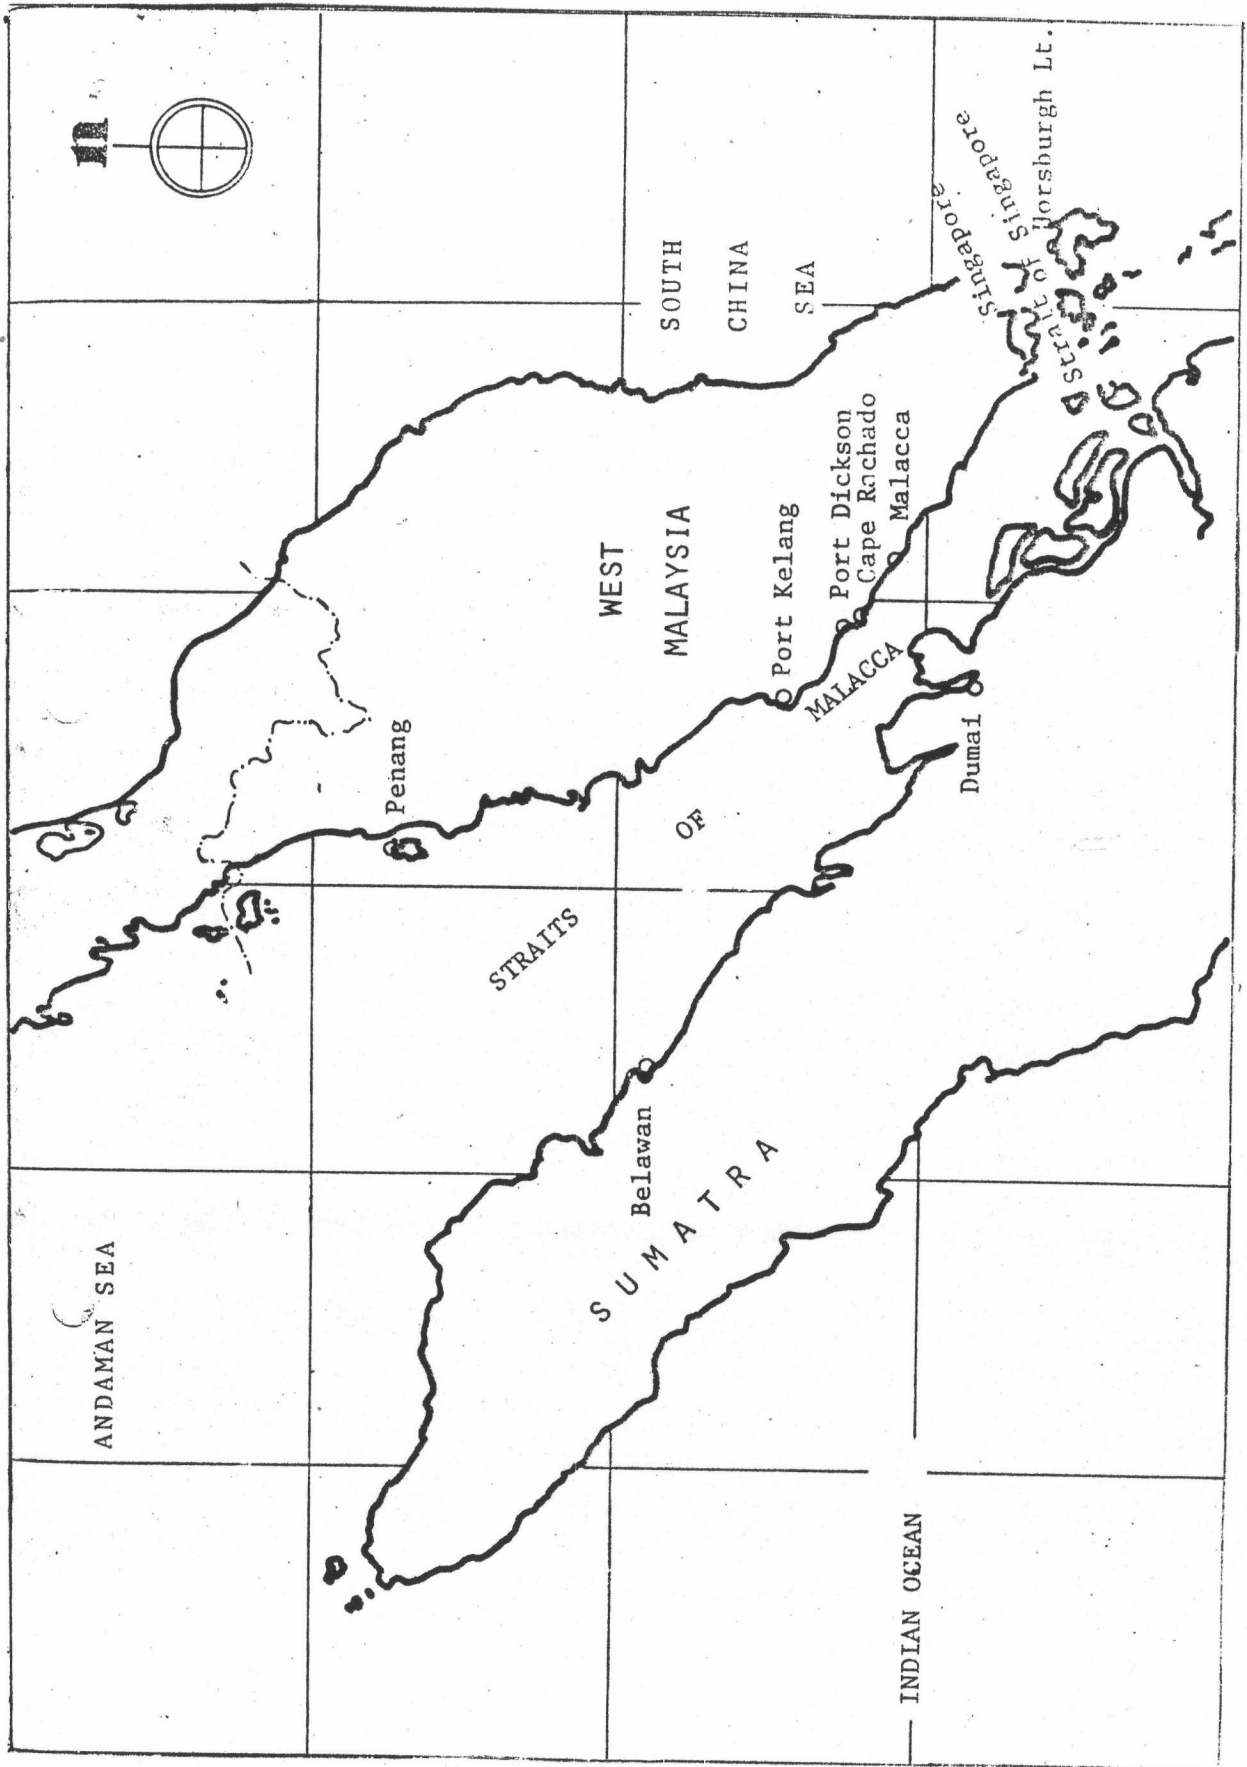 n
ANDAMAN SEA
SOUTH
CHINA
SEA
Penang
STRAITS
OF
MALACCA
WEST
MALAYSIA
Belawan
SUMATRA
Port Kelang
Port Dickson
Cape Rachado
Malacca
Dumai
Singapore
Strait of Singapore
Horsburgh Lt.
INDIAN OCEAN